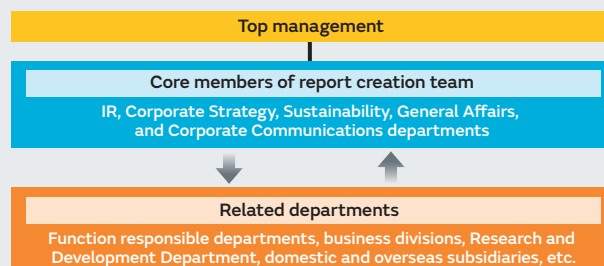 Top management
Core members of report creation team
IR, Corporate Strategy, Sustainability, General Affairs,
and Corporate Communications departments
Related departments
Function responsible departments, business divisions, Research and
Development Department, domestic and overseas subsidiaries, etc.